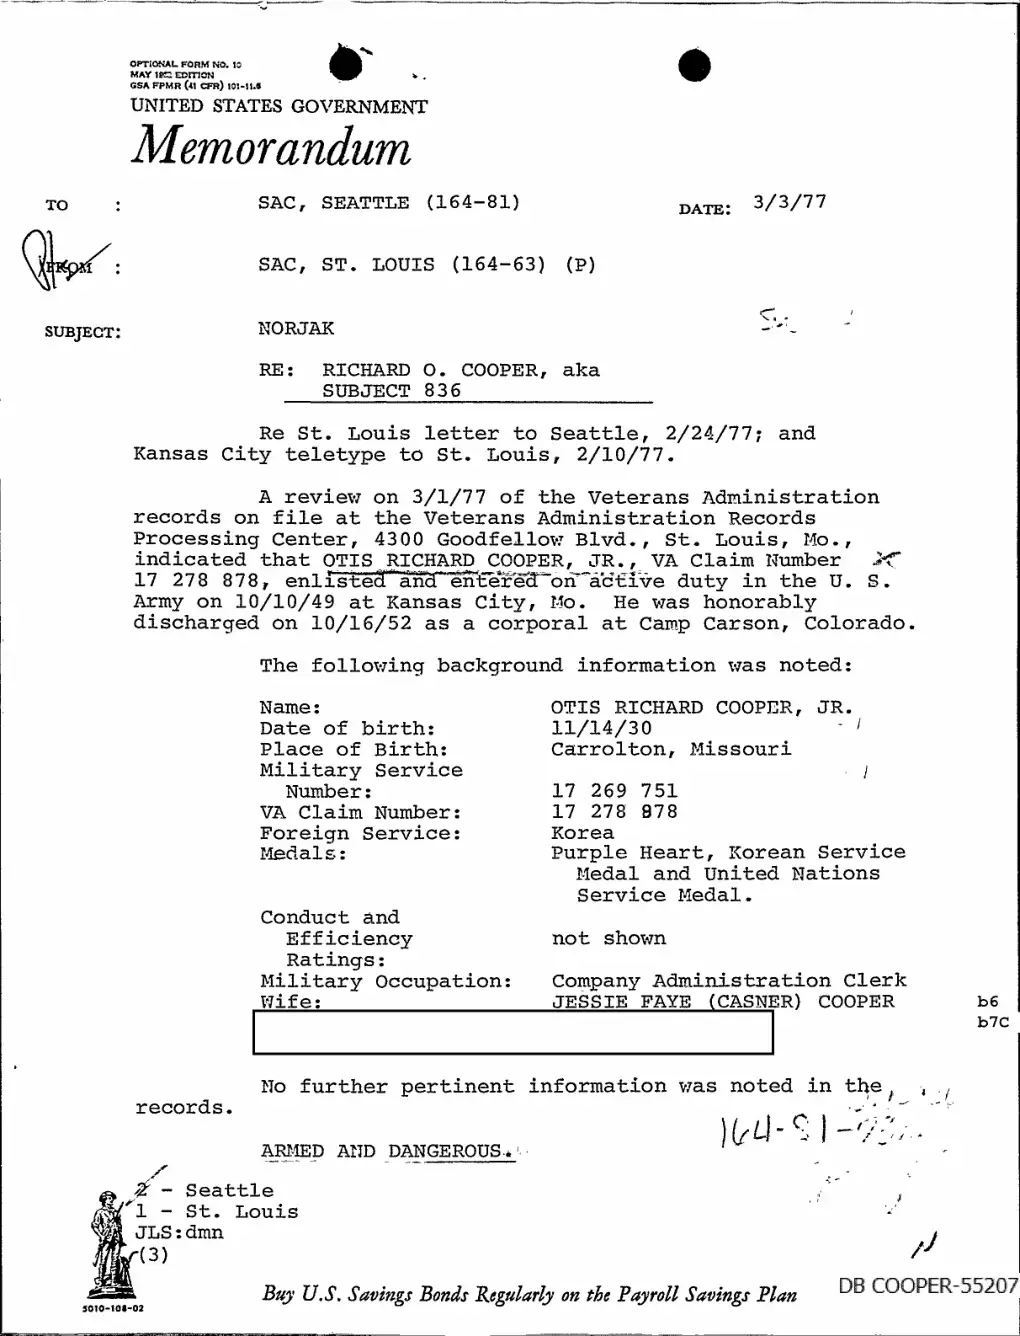 OPTIONAL FORM NO. 10
MAY 1962 EDITION
GSA FPMR (41 CFR) 101-11.6
UNITED STATES GOVERNMENT
Memorandum
TO : SAC, SEATTLE (164-81) DATE: 3/3/77
FROM : SAC, ST. LOUIS (164-63) (P)
SUBJECT: NORJAK
RE: RICHARD O. COOPER, aka
SUBJECT 836
Re St. Louis letter to Seattle, 2/24/77; and
Kansas City teletype to St. Louis, 2/10/77.
A review on 3/1/77 of the Veterans Administration
records on file at the Veterans Administration Records
Processing Center, 4300 Goodfellow Blvd., St. Louis, Mo.,
indicated that OTIS RICHARD COOPER, JR., VA Claim Number
17 278 878, enlisted and entered on active duty in the U. S.
Army on 10/10/49 at Kansas City, Mo. He was honorably
discharged on 10/16/52 as a corporal at Camp Carson, Colorado.
The following background information was noted:
Name: OTIS RICHARD COOPER, JR.
Date of birth: 11/14/30
Place of Birth: Carrolton, Missouri
Military Service
Number: 17 269 751
VA Claim Number: 17 278 878
Foreign Service: Korea
Medals: Purple Heart, Korean Service
Medal and United Nations
Service Medal.
Conduct and
Efficiency not shown
Ratings:
Military Occupation: Company Administration Clerk
Wife: JESSIE FAYE (CASNER) COOPER
b6
b7C
No further pertinent information was noted in the
records.
164-81-
ARMED AND DANGEROUS.
2 - Seattle
1 - St. Louis
JLS:dmn
(3)
Buy U.S. Savings Bonds Regularly on the Payroll Savings Plan
5010-108-02
DB COOPER-55207